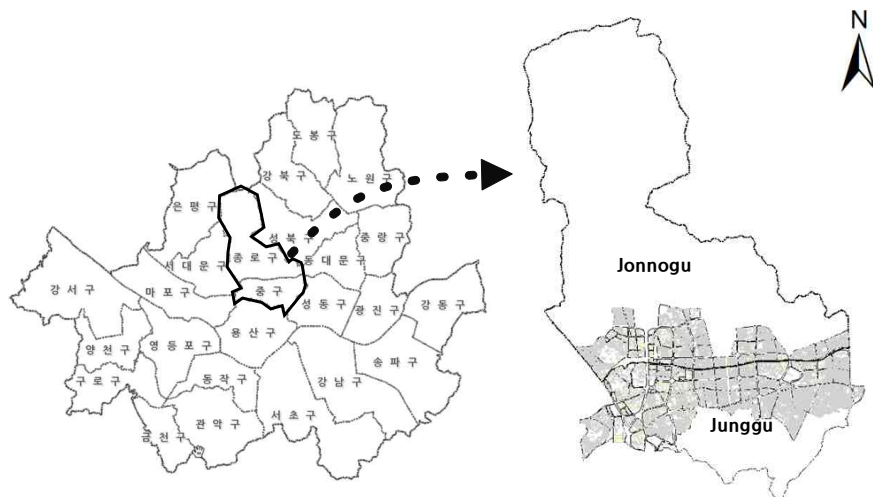 도봉구
강북구
노원구
은평구
성북구
중랑구
종로구
동대문구
서대문구
강서구
마포구
중구
성동구
광진구
강동구
용산구
양천구
영등포구
송파구
구로구
동작구
강남구
서초구
관악구
금천구
N
Jonnogu
Junggu